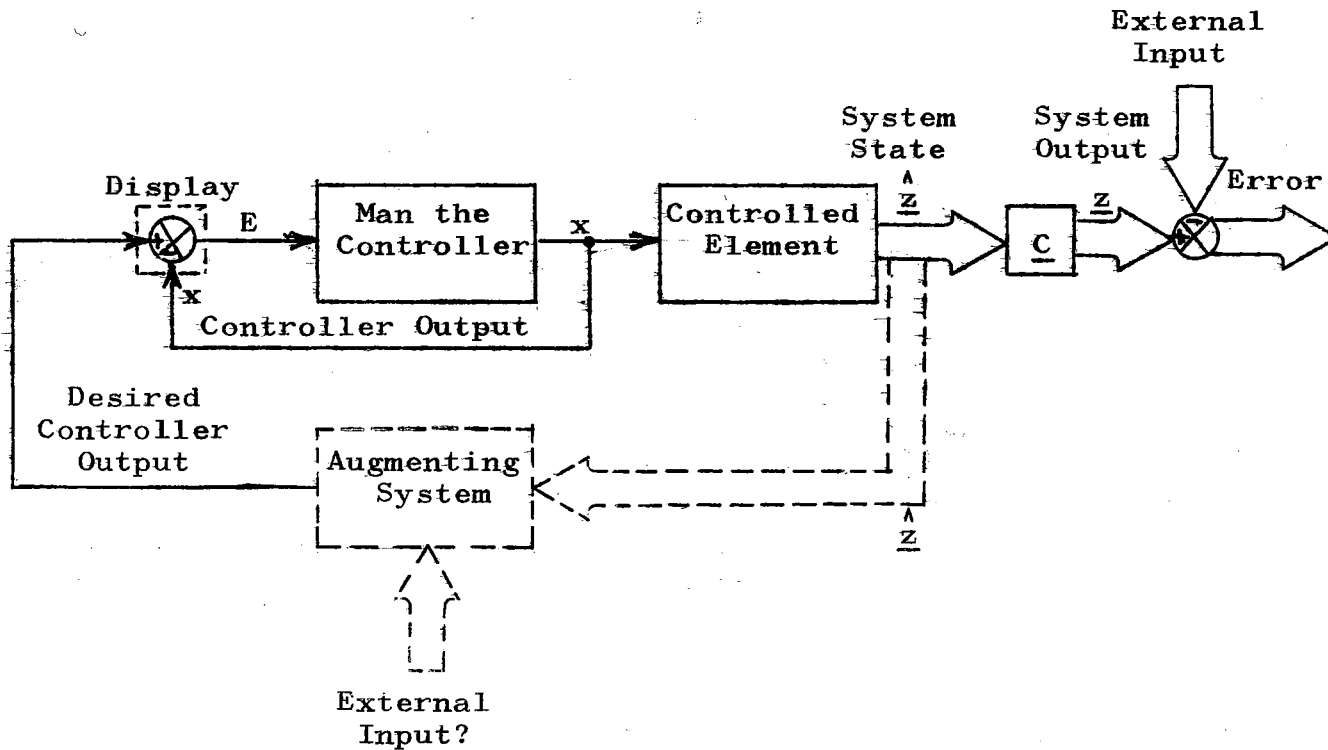 External
Input
System
State
System
Output
ẑ
z
Error
Display
E
Man the
Controller
x
Controlled
Element
C
+
-
+
-
x
Controller Output
Desired
Controller
Output
Augmenting
System
ẑ
External
Input?